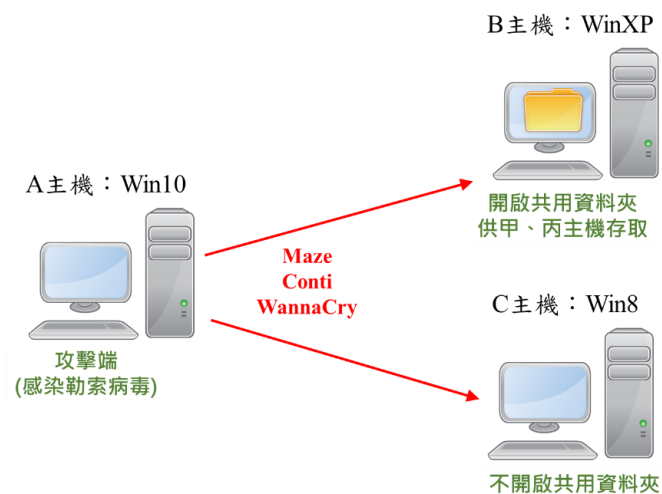 B主機：WinXP
開啟共用資料夾
供甲、丙主機存取
A主機：Win10
攻擊端
(感染勒索病毒)
Maze
Conti
WannaCry
C主機：Win8
不開啟共用資料夾